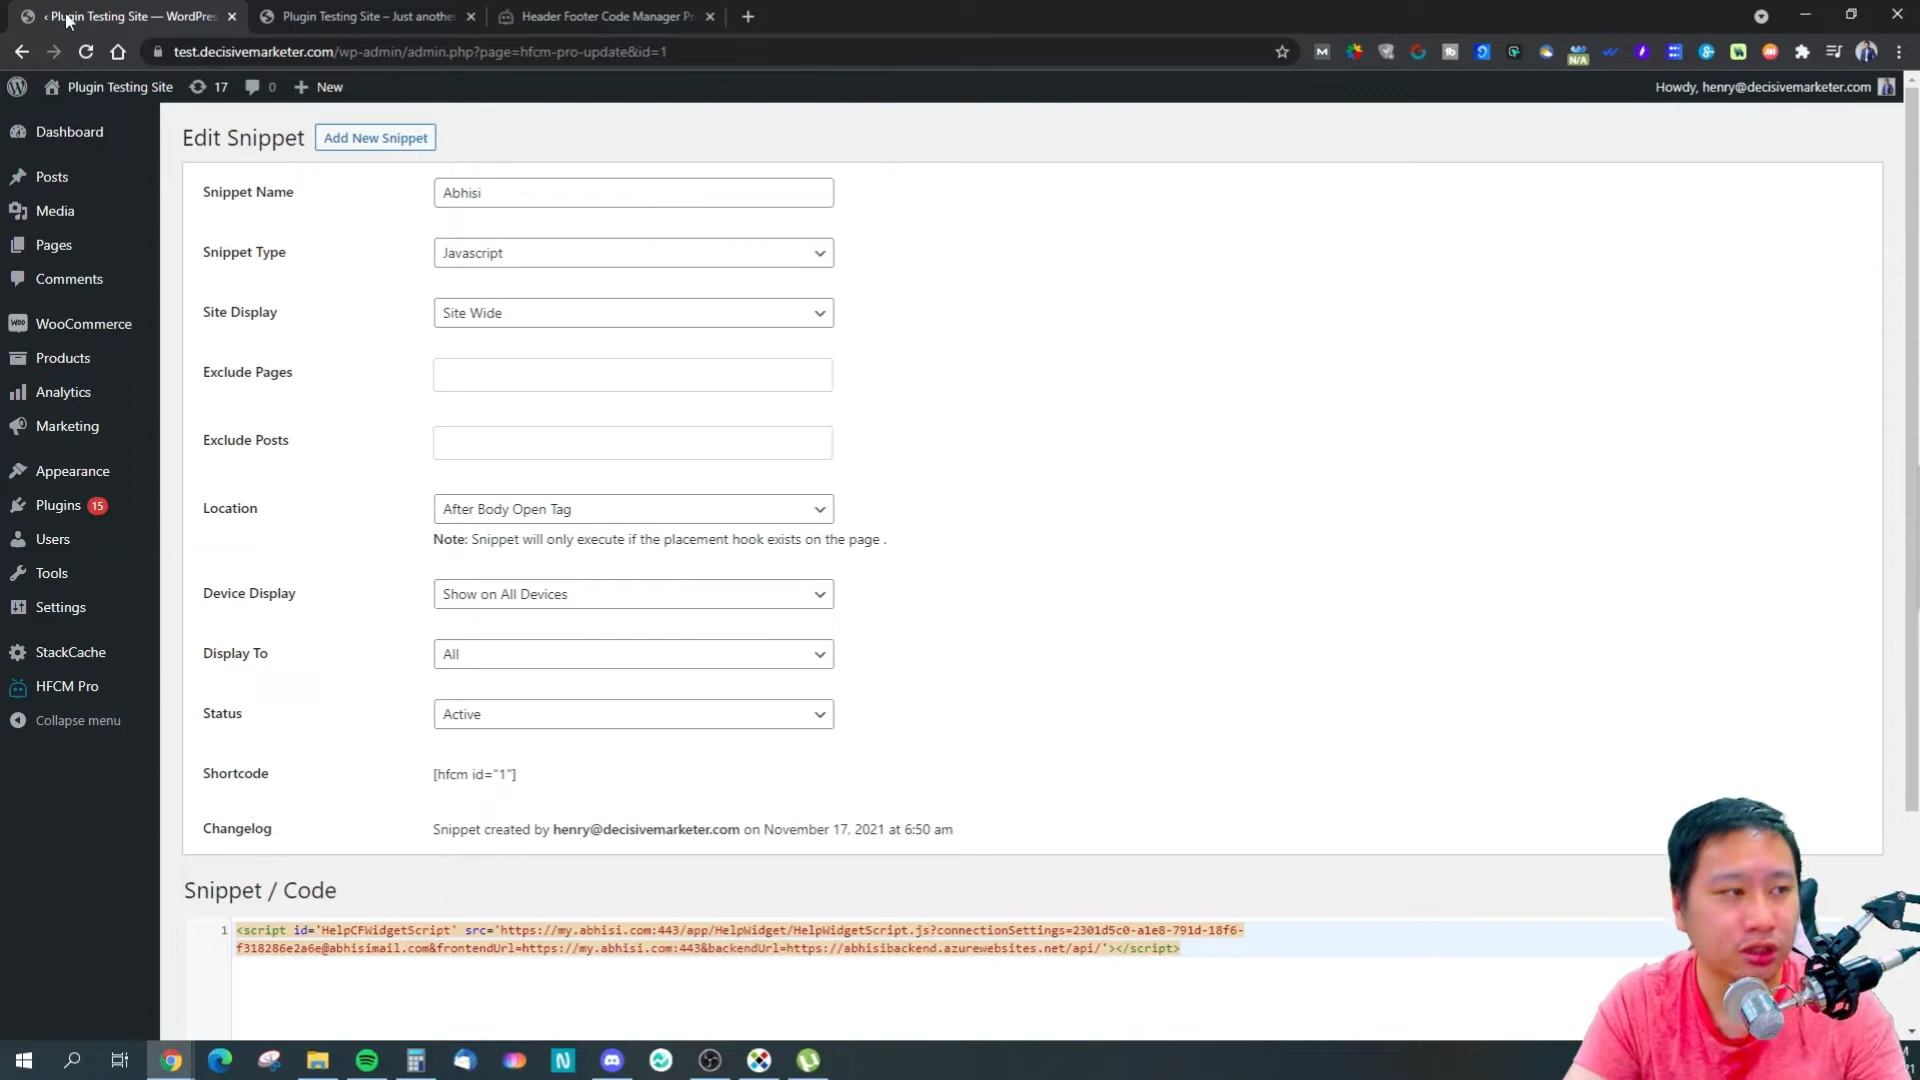 ‹ Plugin Testing Site — WordPres
Plugin Testing Site – Just another
Header Footer Code Manager Pr
test.decisivemarketer.com/wp-admin/admin.php?page=hfcm-pro-update&id=1
N/A
Plugin Testing Site
17
0
New
Howdy, henry@decisivemarketer.com
Dashboard
Posts
Media
Pages
Comments
WooCommerce
Products
Analytics
Marketing
Appearance
Plugins 15
Users
Tools
Settings
StackCache
HFCM Pro
Collapse menu
Edit Snippet
Add New Snippet
Snippet Name
Abhisi
Snippet Type
Javascript
Site Display
Site Wide
Exclude Pages
Exclude Posts
Location
After Body Open Tag
Note: Snippet will only execute if the placement hook exists on the page .
Device Display
Show on All Devices
Display To
All
Status
Active
Shortcode
[hfcm id="1"]
Changelog
Snippet created by henry@decisivemarketer.com on November 17, 2021 at 6:50 am
Snippet / Code
1
<script id='HelpCFWidgetScript' src='https://my.abhisi.com:443/app/HelpWidget/HelpWidgetScript.js?connectionSettings=2301d5c0-a1e8-791d-18f6-
f318286e2a6e@abhisimail.com&frontendUrl=https://my.abhisi.com:443&backendUrl=https://abhisibackend.azurewebsites.net/api/'></script>